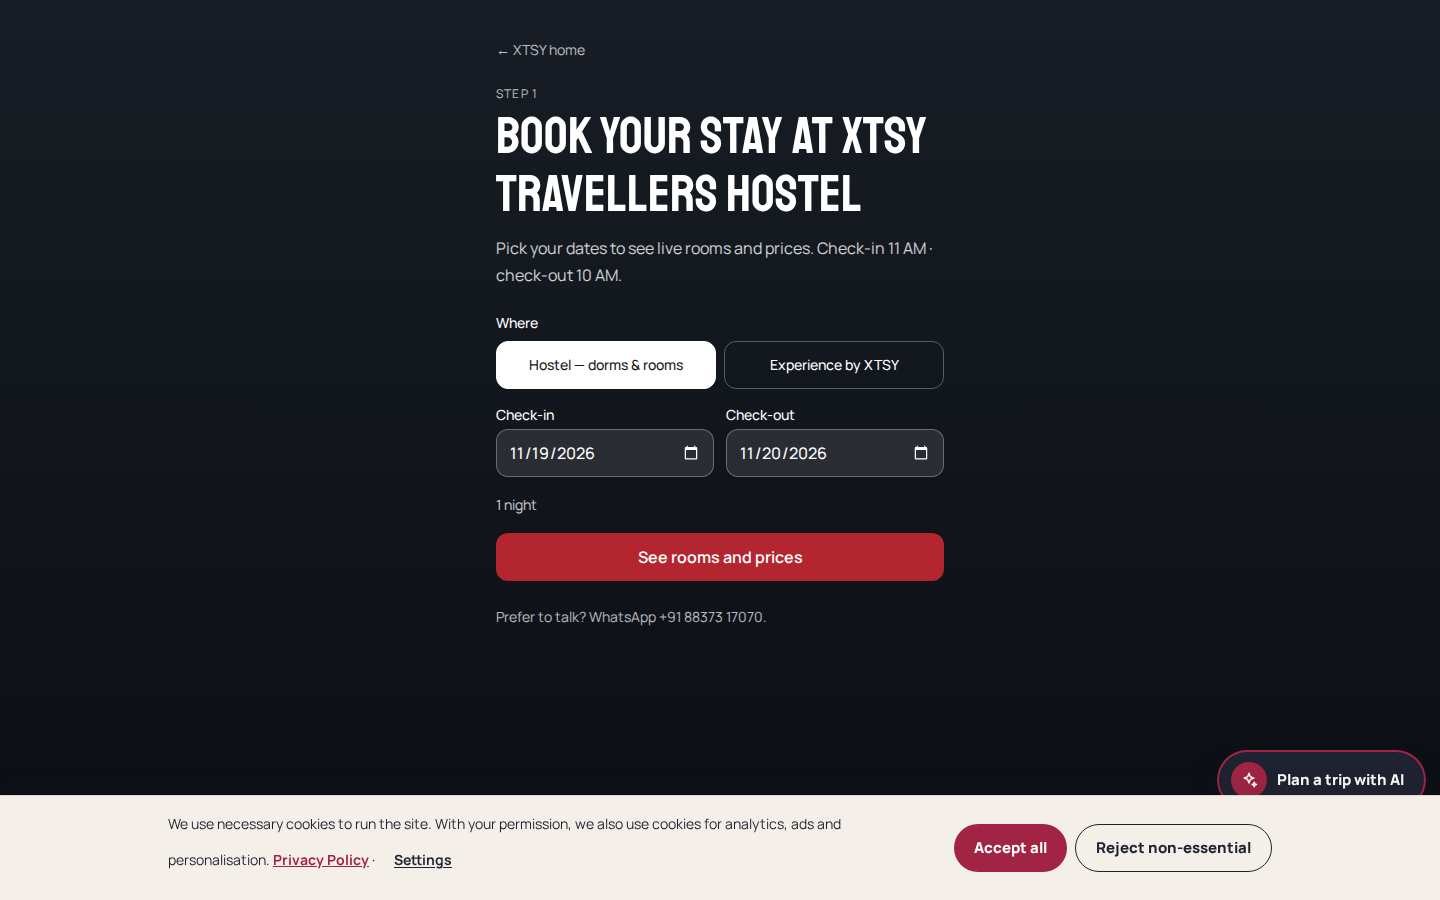 ← XTSY home
STEP 1
BOOK YOUR STAY AT XTSY
TRAVELLERS HOSTEL
Pick your dates to see live rooms and prices. Check-in 11 AM ·
check-out 10 AM.
Where
Hostel — dorms & rooms
Experience by XTSY
Check-in
Check-out
11/19/2026
11/20/2026
1 night
See rooms and prices
Prefer to talk? WhatsApp +91 88373 17070.
Plan a trip with AI
We use necessary cookies to run the site. With your permission, we also use cookies for analytics, ads and
personalisation. Privacy Policy · Settings
Accept all
Reject non-essential